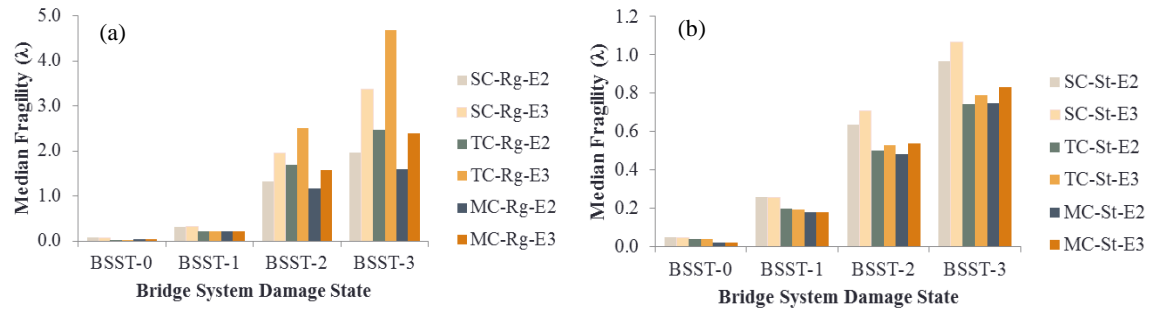 (a)
Median Fragility (λ)
5.0
4.0
3.0
2.0
1.0
0.0
BSST-0 BSST-1 BSST-2 BSST-3
Bridge System Damage State
SC-Rg-E2
SC-Rg-E3
TC-Rg-E2
TC-Rg-E3
MC-Rg-E2
MC-Rg-E3
(b)
Median Fragility (λ)
1.2
1.0
0.8
0.6
0.4
0.2
0.0
BSST-0 BSST-1 BSST-2 BSST-3
Bridge System Damage State
SC-St-E2
SC-St-E3
TC-St-E2
TC-St-E3
MC-St-E2
MC-St-E3